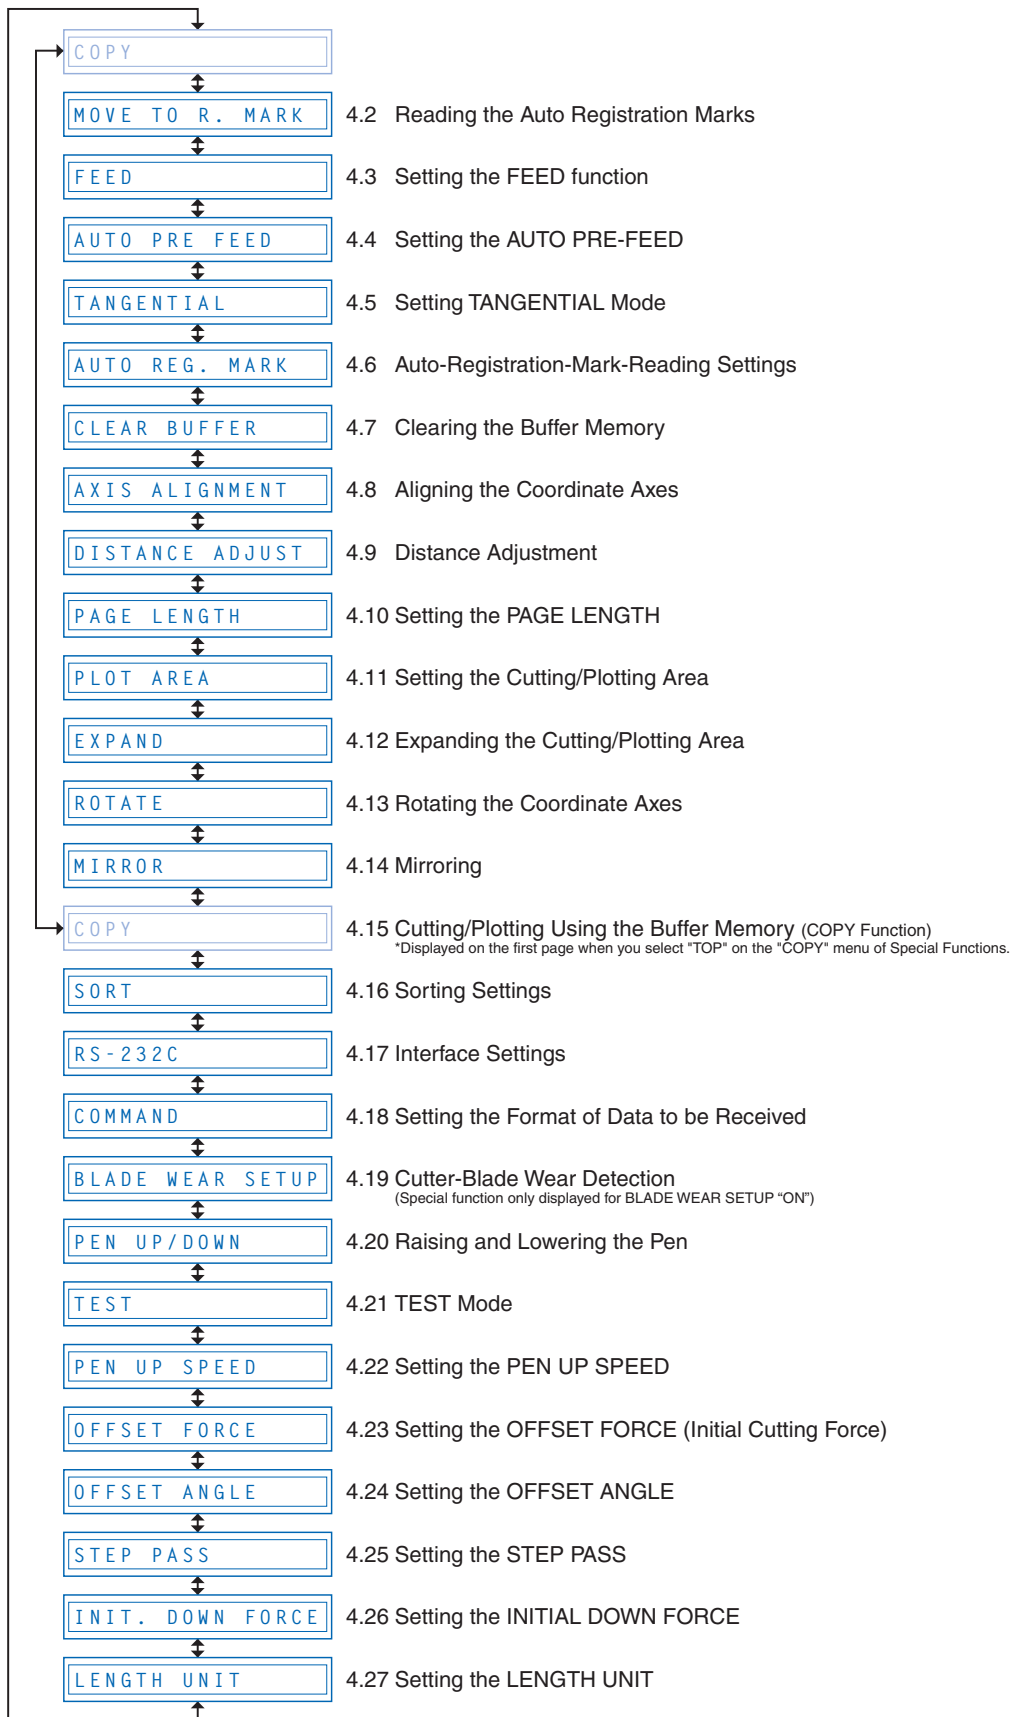 COPY
MOVE TO R. MARK 4.2 Reading the Auto Registration Marks
FEED 4.3 Setting the FEED function
AUTO PRE FEED 4.4 Setting the AUTO PRE-FEED
TANGENTIAL 4.5 Setting TANGENTIAL Mode
AUTO REG. MARK 4.6 Auto-Registration-Mark-Reading Settings
CLEAR BUFFER 4.7 Clearing the Buffer Memory
AXIS ALIGNMENT 4.8 Aligning the Coordinate Axes
DISTANCE ADJUST 4.9 Distance Adjustment
PAGE LENGTH 4.10 Setting the PAGE LENGTH
PLOT AREA 4.11 Setting the Cutting/Plotting Area
EXPAND 4.12 Expanding the Cutting/Plotting Area
ROTATE 4.13 Rotating the Coordinate Axes
MIRROR 4.14 Mirroring
COPY 4.15 Cutting/Plotting Using the Buffer Memory (COPY Function)
*Displayed on the first page when you select "TOP" on the "COPY" menu of Special Functions.
SORT 4.16 Sorting Settings
RS-232C 4.17 Interface Settings
COMMAND 4.18 Setting the Format of Data to be Received
BLADE WEAR SETUP 4.19 Cutter-Blade Wear Detection
(Special function only displayed for BLADE WEAR SETUP “ON”)
PEN UP/DOWN 4.20 Raising and Lowering the Pen
TEST 4.21 TEST Mode
PEN UP SPEED 4.22 Setting the PEN UP SPEED
OFFSET FORCE 4.23 Setting the OFFSET FORCE (Initial Cutting Force)
OFFSET ANGLE 4.24 Setting the OFFSET ANGLE
STEP PASS 4.25 Setting the STEP PASS
INIT. DOWN FORCE 4.26 Setting the INITIAL DOWN FORCE
LENGTH UNIT 4.27 Setting the LENGTH UNIT